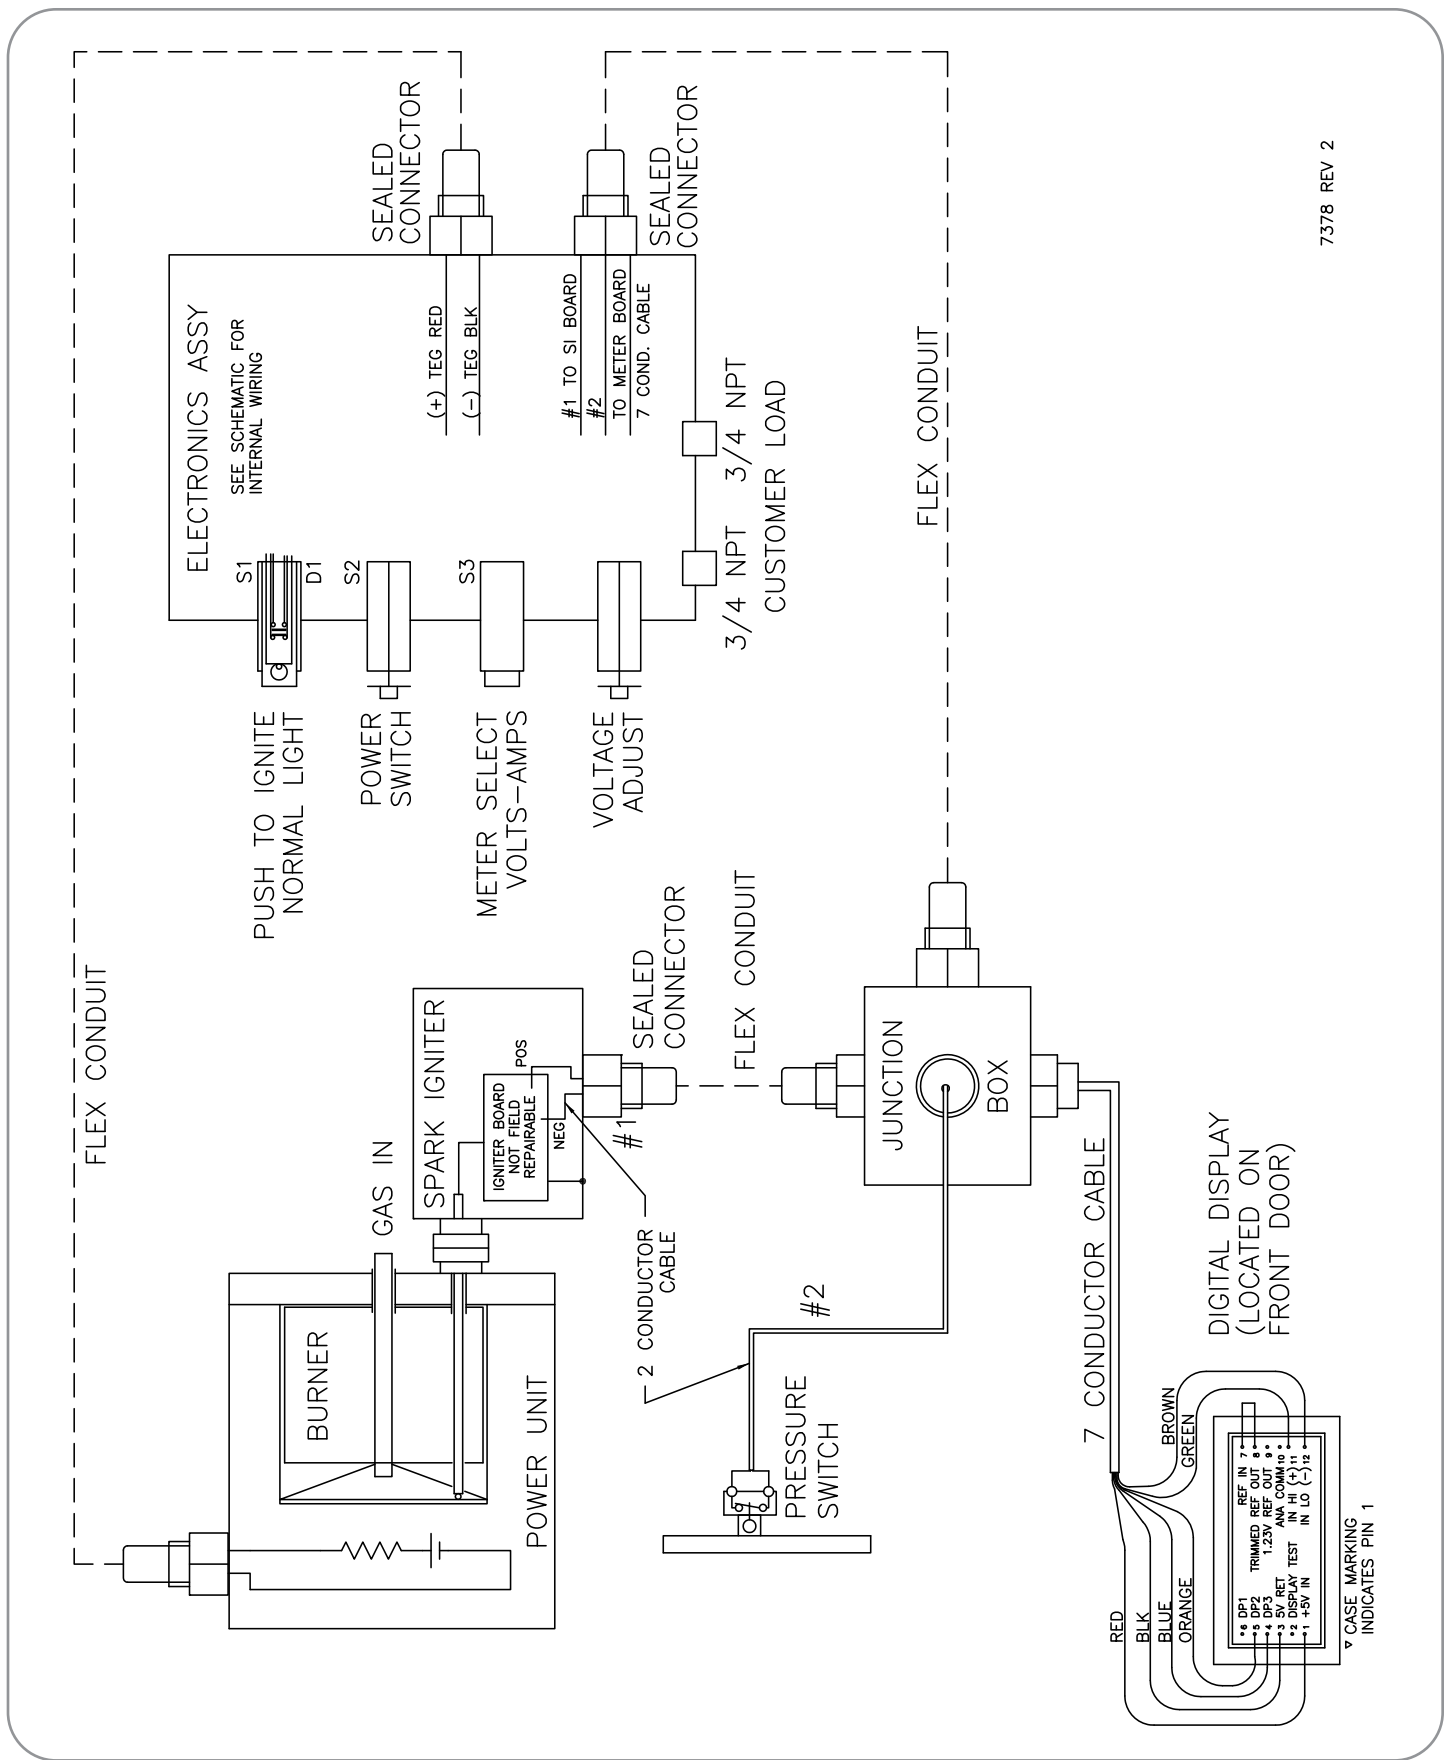 FLEX CONDUIT
SEALED
CONNECTOR
SEALED
CONNECTOR
ELECTRONICS ASSY
SEE SCHEMATIC FOR
INTERNAL WIRING
(+) TEG RED
(-) TEG BLK
#1 TO SI BOARD
#2
TO METER BOARD
7 COND. CABLE
S1
D1
S2
S3
3/4 NPT
3/4 NPT
CUSTOMER LOAD
PUSH TO IGNITE
NORMAL LIGHT
POWER
SWITCH
METER SELECT
VOLTS-AMPS
VOLTAGE
ADJUST
FLEX CONDUIT
GAS IN
SPARK IGNITER
IGNITER BOARD
NOT FIELD
REPAIRABLE
POS
NEG
#1
SEALED
CONNECTOR
FLEX CONDUIT
JUNCTION
BOX
BURNER
POWER UNIT
2 CONDUCTOR
CABLE
#2
PRESSURE
SWITCH
7 CONDUCTOR CABLE
DIGITAL DISPLAY
(LOCATED ON
FRONT DOOR)
BROWN
GREEN
RED
BLK
BLUE
ORANGE
6 DP1 REF IN 7
5 DP2 TRIMMED REF OUT 8
4 DP3 1.23V REF OUT 9
3 5V RET ANA COMM 10
2 DISPLAY TEST IN HI (+) 11
1 +5V IN IN LO (-) 12
▽ CASE MARKING
INDICATES PIN 1
7378 REV 2